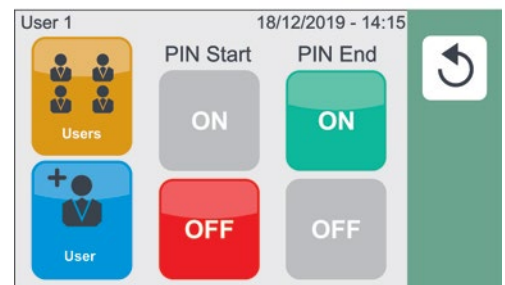 User 1 18/12/2019 - 14:15
PIN Start PIN End
Users
ON ON
+
User
OFF OFF